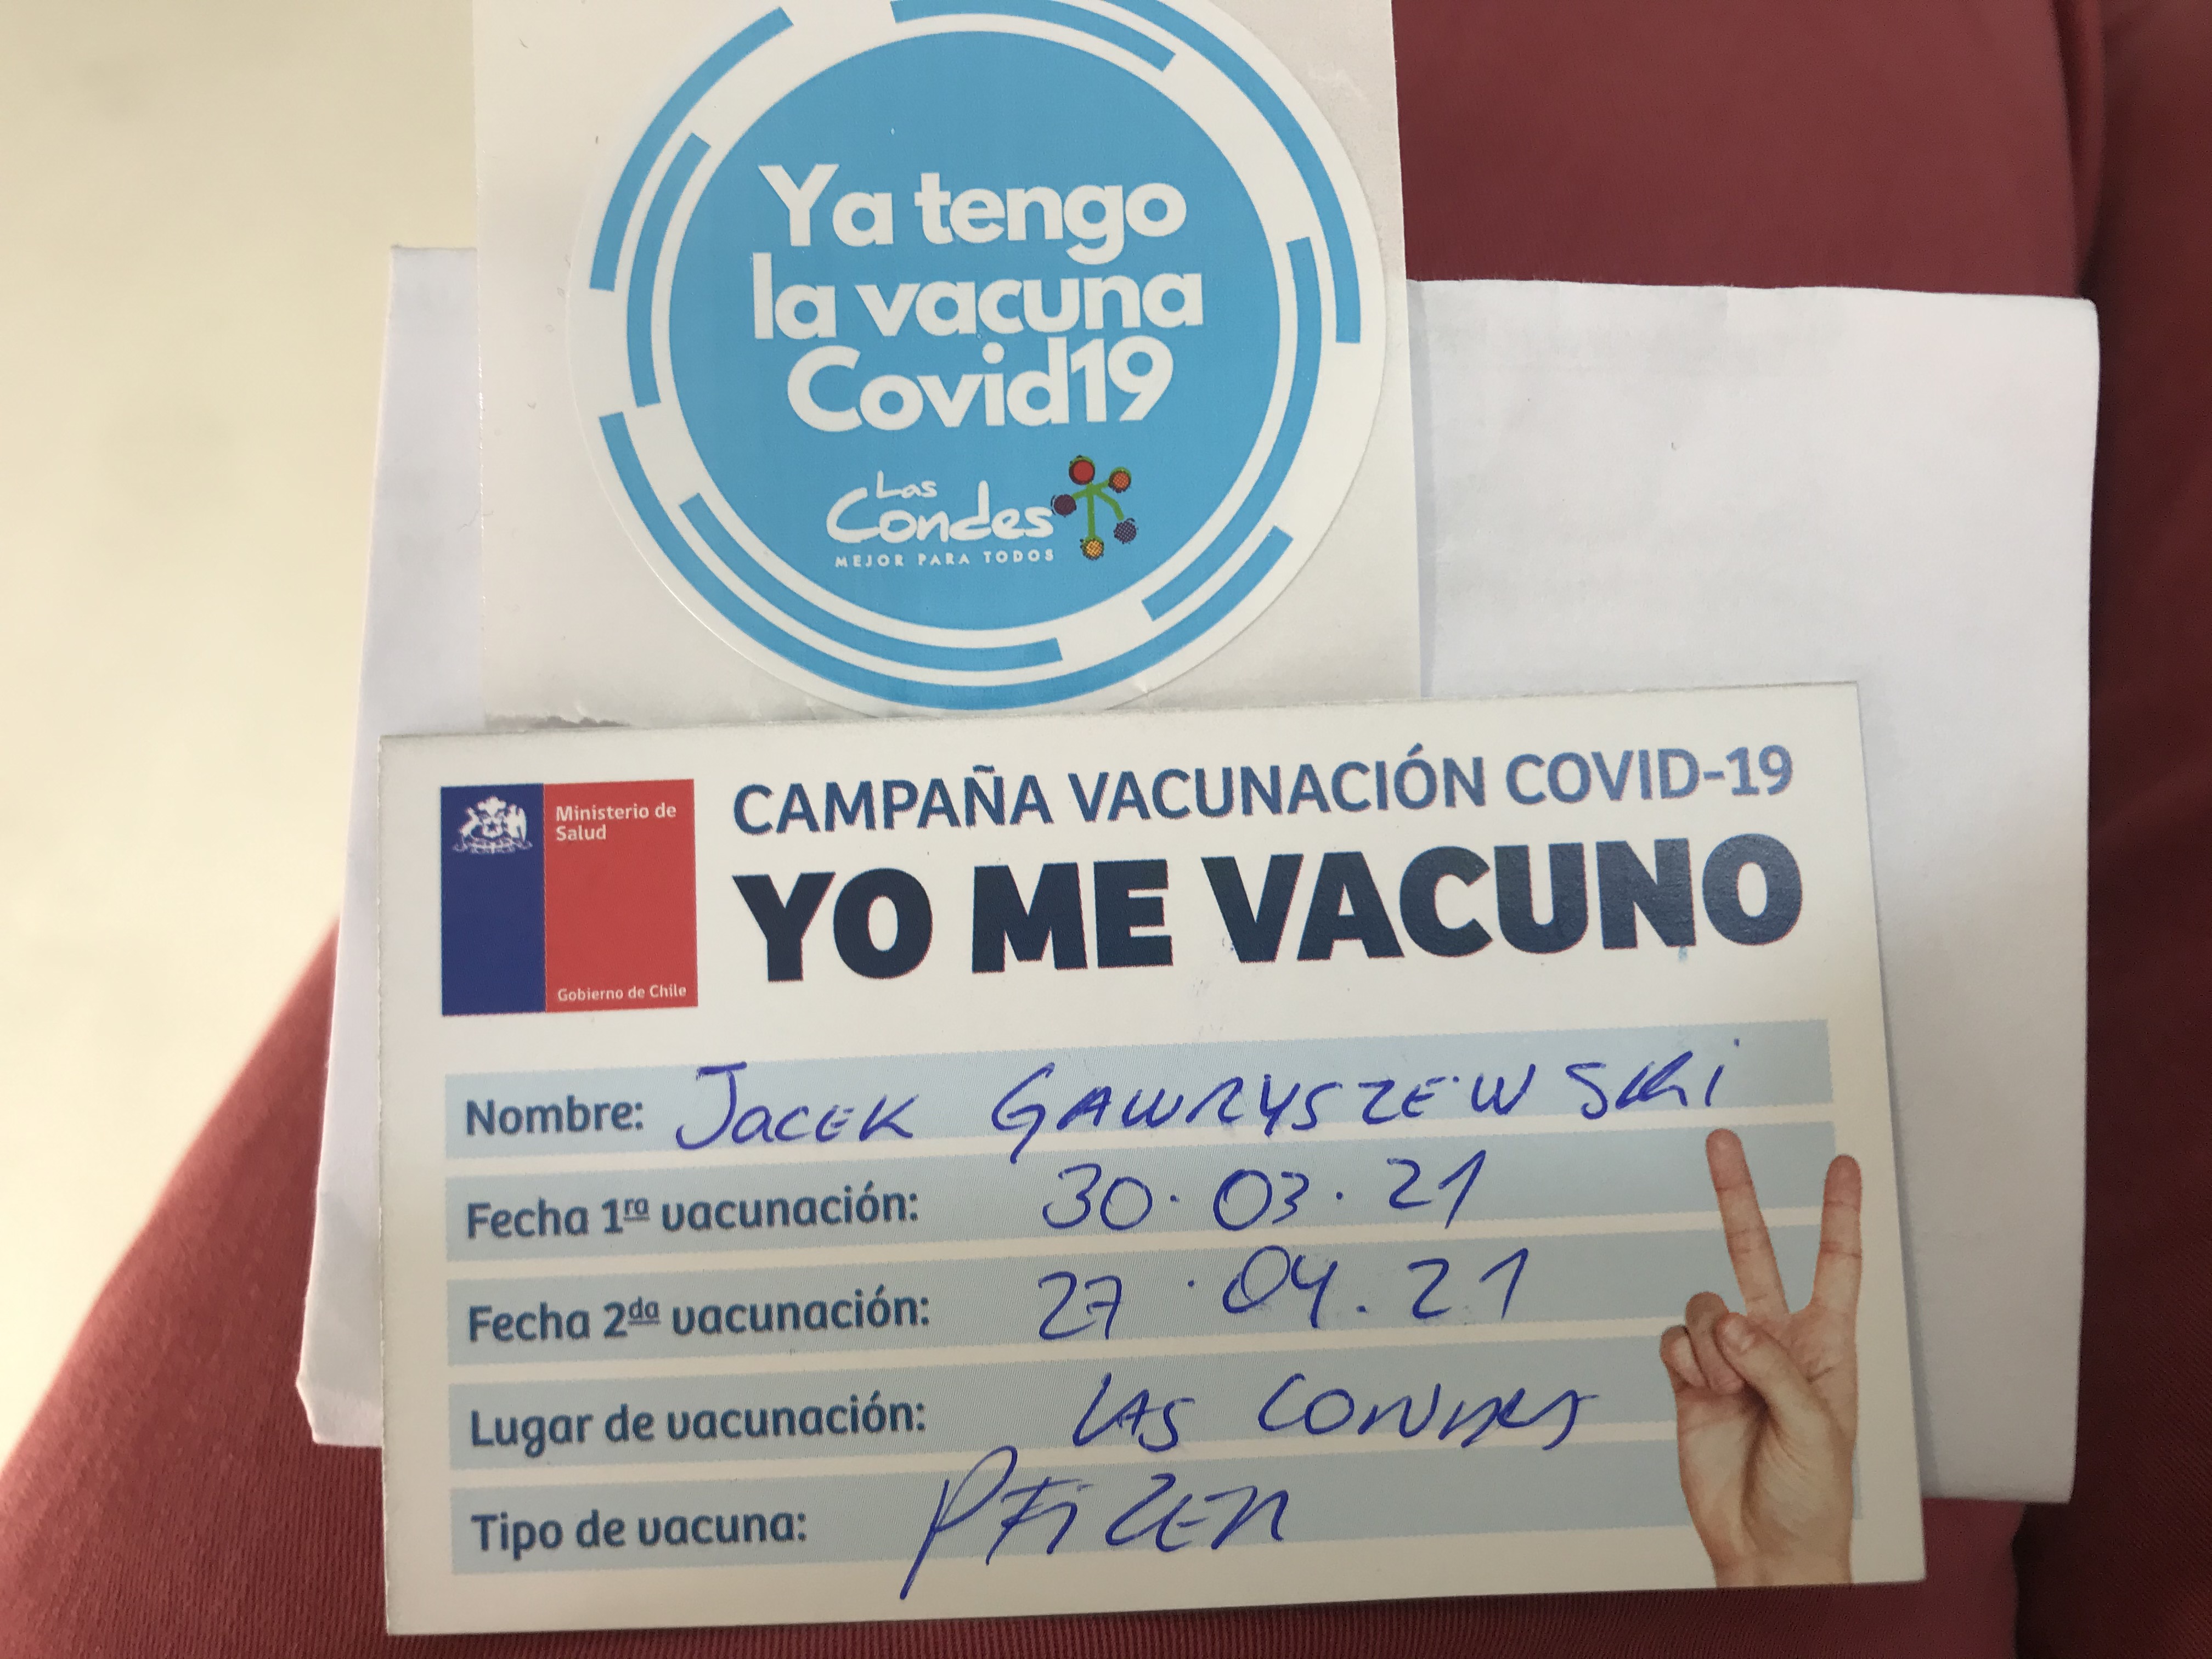 Ya tengo
la vacuna
Covid19
Las
Condes
MEJOR PARA TODOS
Ministerio de
Salud
Gobierno de Chile
CAMPAÑA VACUNACIÓN COVID-19
YO ME VACUNO
Nombre: JACEK GAWRYSZEWSKI
Fecha 1ra vacunación: 30.03.21
Fecha 2da vacunación: 27.04.21
Lugar de vacunación: LAS CONDES
Tipo de vacuna: PFIZER